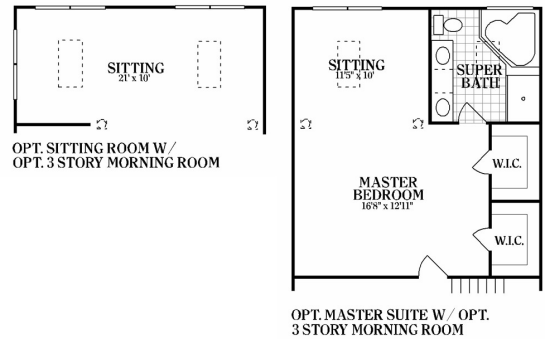 SITTING
21' x 10'
OPT. SITTING ROOM W/
OPT. 3 STORY MORNING ROOM
SITTING
11'5" x 10'
SUPER
BATH
W.I.C.
MASTER
BEDROOM
16'8" x 12'11"
W.I.C.
OPT. MASTER SUITE W/ OPT.
3 STORY MORNING ROOM